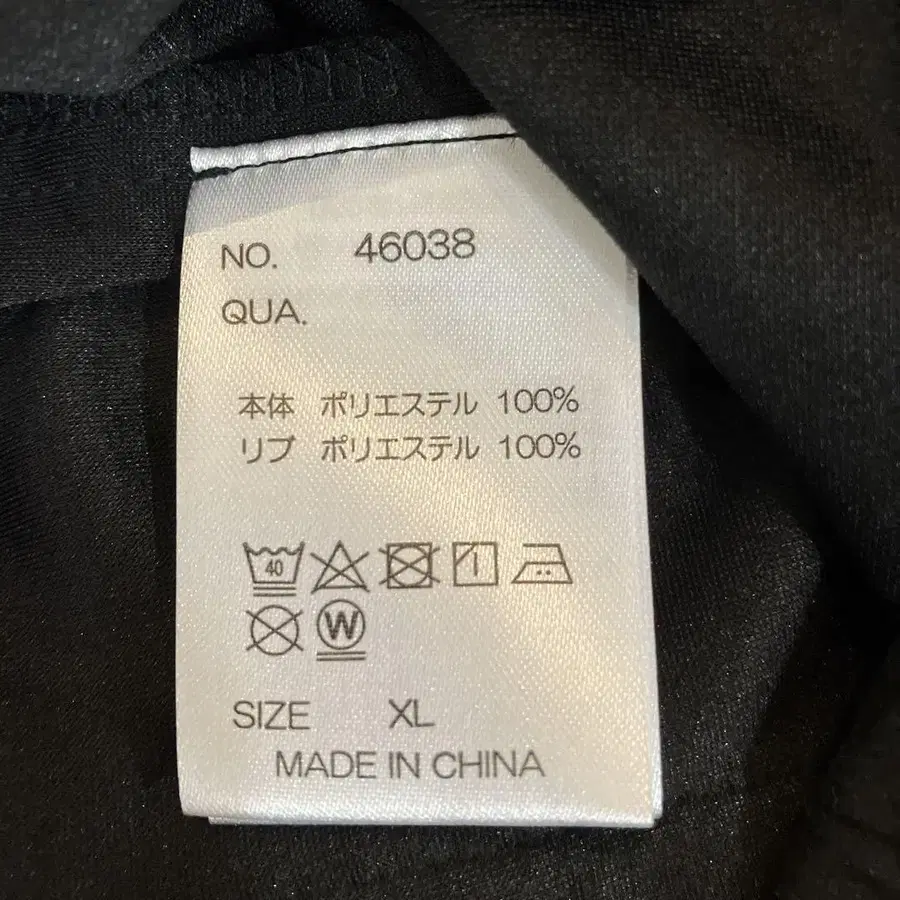 NO. 46038
QUA.
本体 ポリエステル 100%
リブ ポリエステル 100%
40
W
SIZE XL
MADE IN CHINA